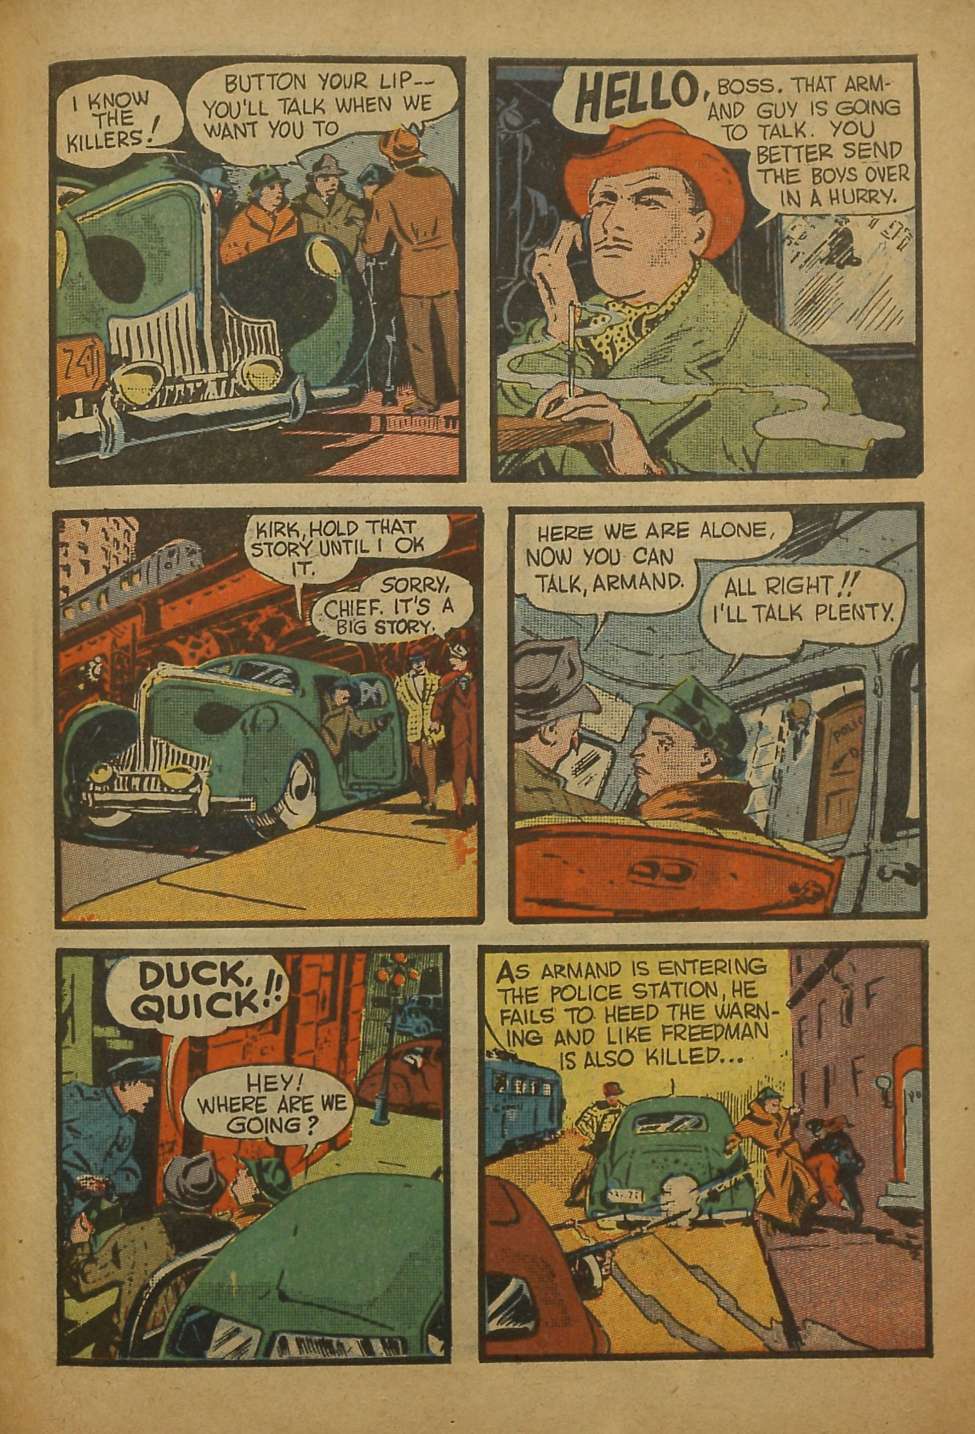 I KNOW
THE
KILLERS!
BUTTON YOUR LIP--
YOU'LL TALK WHEN WE
WANT YOU TO
74
HELLO, BOSS. THAT ARM-
AND GUY IS GOING
TO TALK. YOU
BETTER SEND
THE BOYS OVER
IN A HURRY.
KIRK, HOLD THAT
STORY UNTIL I OK
IT.
SORRY,
CHIEF. IT'S A
BIG STORY.
HERE WE ARE ALONE,
NOW YOU CAN
TALK, ARMAND.
ALL RIGHT!!
I'LL TALK PLENTY.
DUCK,
QUICK!!
HEY!
WHERE ARE WE
GOING?
AS ARMAND IS ENTERING
THE POLICE STATION, HE
FAILS TO HEED THE WARN-
ING AND LIKE FREEDMAN
IS ALSO KILLED...